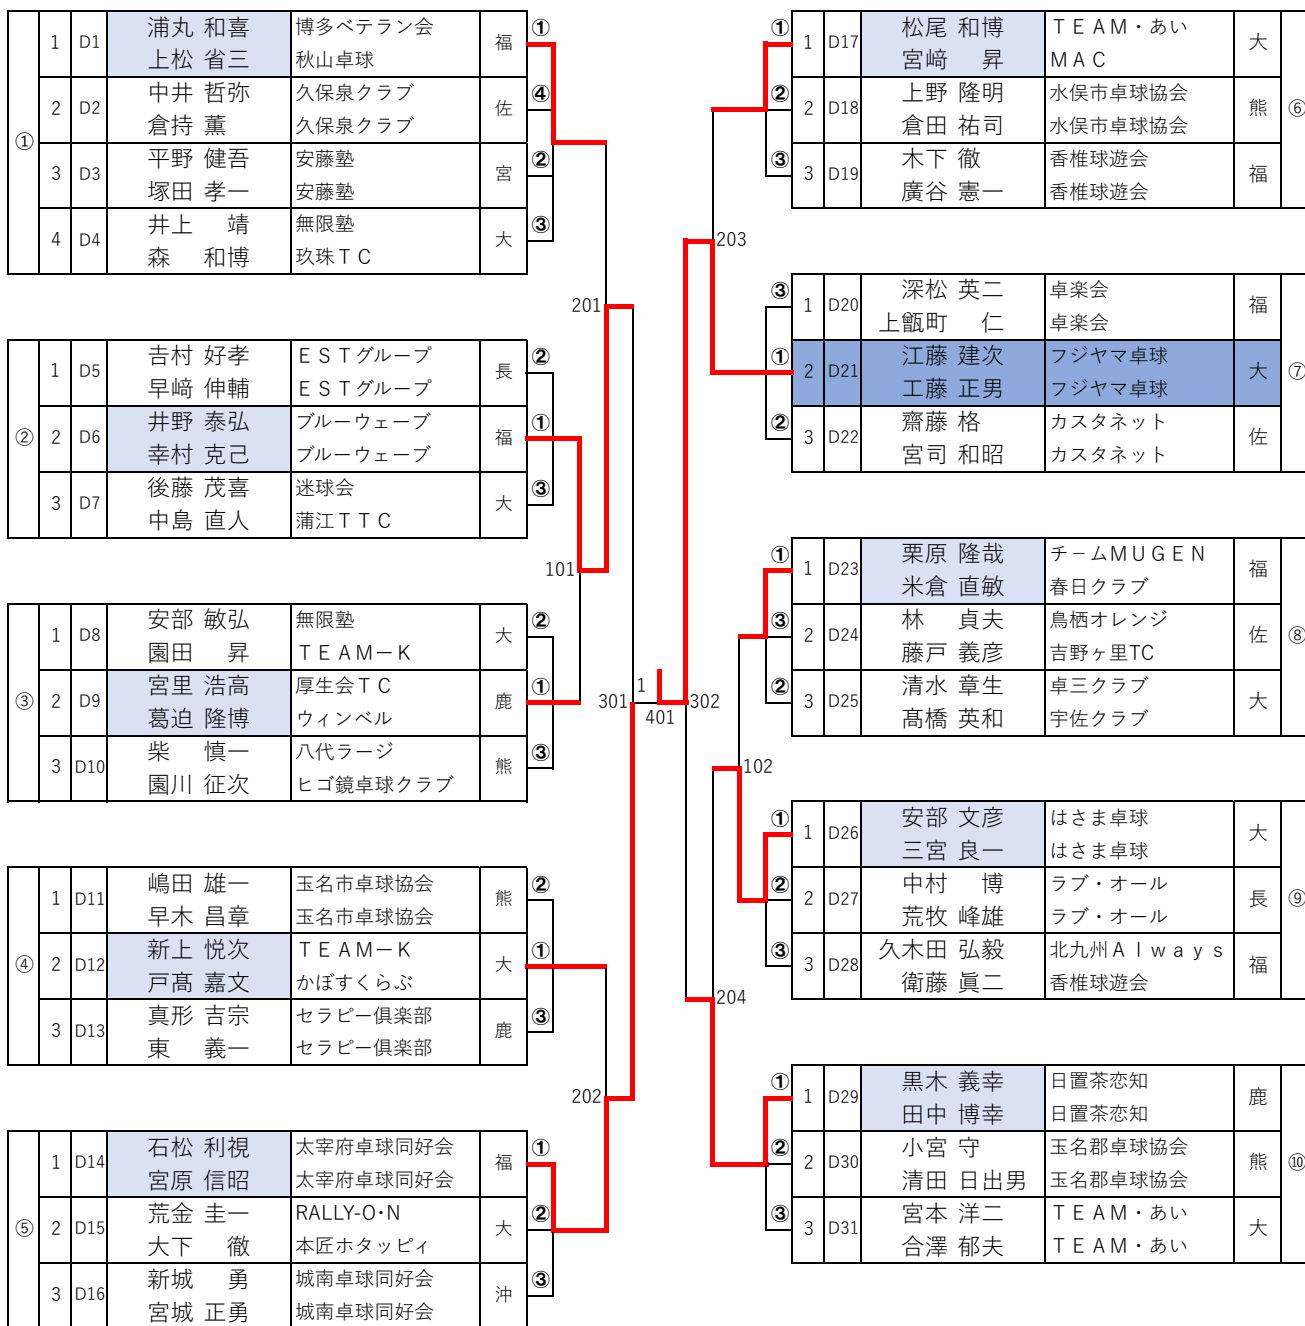 ①
1 D1 浦丸 和喜 博多ベテラン会 福 ①
上松 省三 秋山卓球
2 D2 中井 哲弥 久保泉クラブ 佐 ④
倉持 薫 久保泉クラブ
3 D3 平野 健吾 安藤塾 宮 ②
塚田 孝一 安藤塾
4 D4 井上 靖 無限塾 大 ③
森 和博 玖珠ＴＣ
②
1 D5 吉村 好孝 ＥＳＴグループ 長 ②
早﨑 伸輔 ＥＳＴグループ
2 D6 井野 泰弘 ブルーウェーブ 福 ①
幸村 克己 ブルーウェーブ
3 D7 後藤 茂喜 迷球会 大 ③
中島 直人 蒲江ＴＴＣ
③
1 D8 安部 敏弘 無限塾 大 ②
園田 昇 ＴＥＡＭ－Ｋ
2 D9 宮里 浩高 厚生会ＴＣ 鹿 ①
葛迫 隆博 ウィンベル
3 D10 柴 慎一 八代ラージ 熊 ③
園川 征次 ヒゴ鏡卓球クラブ
④
1 D11 嶋田 雄一 玉名市卓球協会 熊 ②
早木 昌章 玉名市卓球協会
2 D12 新上 悦次 ＴＥＡＭ－Ｋ 大 ①
戸髙 嘉文 かぼすくらぶ
3 D13 真形 吉宗 セラピー倶楽部 鹿 ③
東 義一 セラピー倶楽部
⑤
1 D14 石松 利視 太宰府卓球同好会 福 ①
宮原 信昭 太宰府卓球同好会
2 D15 荒金 圭一 RALLY-O・N 大 ②
大下 徹 本匠ホタッピィ
3 D16 新城 勇 城南卓球同好会 沖 ③
宮城 正勇 城南卓球同好会
201
101
301
202
1
401
302
203
102
204
① 1 D17 松尾 和博 ＴＥＡＭ・あい 大
宮﨑 昇 ＭＡＣ
② 2 D18 上野 隆明 水俣市卓球協会 熊 ⑥
倉田 祐司 水俣市卓球協会
③ 3 D19 木下 徹 香椎球遊会 福
廣谷 憲一 香椎球遊会
③ 1 D20 深松 英二 卓楽会 福
上甑町 仁 卓楽会
① 2 D21 江藤 建次 フジヤマ卓球 大 ⑦
工藤 正男 フジヤマ卓球
② 3 D22 齋藤 格 カスタネット 佐
宮司 和昭 カスタネット
① 1 D23 栗原 隆哉 チームＭＵＧＥＮ 福
米倉 直敏 春日クラブ
③ 2 D24 林 貞夫 鳥栖オレンジ 佐 ⑧
藤戸 義彦 吉野ヶ里TC
② 3 D25 清水 章生 卓三クラブ 大
髙橋 英和 宇佐クラブ
① 1 D26 安部 文彦 はさま卓球 大
三宮 良一 はさま卓球
② 2 D27 中村 博 ラブ・オール 長 ⑨
荒牧 峰雄 ラブ・オール
③ 3 D28 久木田 弘毅 北九州Ａｌｗａｙｓ 福
衛藤 眞二 香椎球遊会
① 1 D29 黒木 義幸 日置茶恋知 鹿
田中 博幸 日置茶恋知
② 2 D30 小宮 守 玉名郡卓球協会 熊 ⑩
清田 日出男 玉名郡卓球協会
③ 3 D31 宮本 洋二 ＴＥＡＭ・あい 大
合澤 郁夫 ＴＥＡＭ・あい